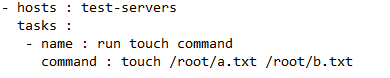 - hosts : test-servers
  tasks :
   - name : run touch command
     command : touch /root/a.txt /root/b.txt